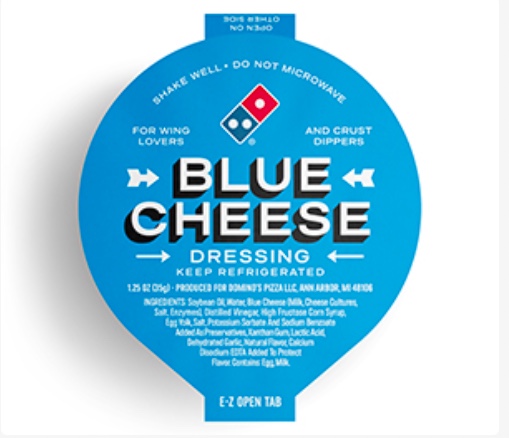 OPEN ON
OTHER SIDE
SHAKE WELL • DO NOT MICROWAVE
FOR WING
LOVERS
AND CRUST
DIPPERS
®
BLUE
CHEESE
DRESSING
KEEP REFRIGERATED
1.25 OZ (35g) • PRODUCED FOR DOMINO'S PIZZA LLC, ANN ARBOR, MI 48106
INGREDIENTS: Soybean Oil, Water, Blue Cheese (Milk, Cheese Cultures,
Salt, Enzymes), Distilled Vinegar, High Fructose Corn Syrup,
Egg Yolk, Salt, Potassium Sorbate And Sodium Benzoate
Added As Preservatives, Xanthan Gum, Lactic Acid,
Dehydrated Garlic, Natural Flavor, Calcium
Disodium EDTA Added To Protect
Flavor. Contains Egg, Milk.
E-Z OPEN TAB